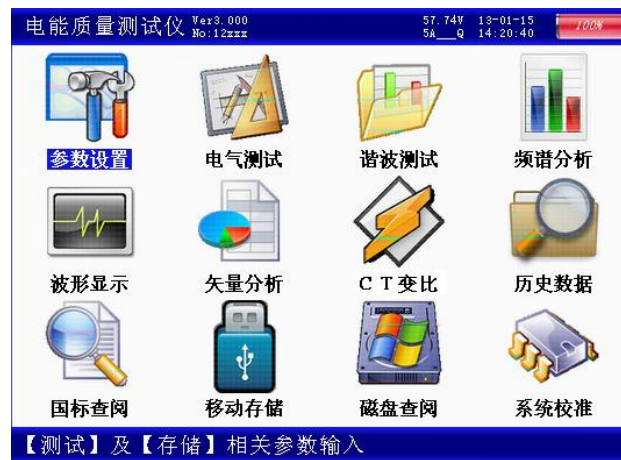 电能质量测试仪 Ver3.000 57.74V 13-01-15 100%
No:12xxx 5A__Q 14:20:40
参数设置 电气测试 谐波测试 频谱分析
波形显示 矢量分析 CT变比 历史数据
国标查阅 移动存储 磁盘查阅 系统校准
【测试】及【存储】相关参数输入